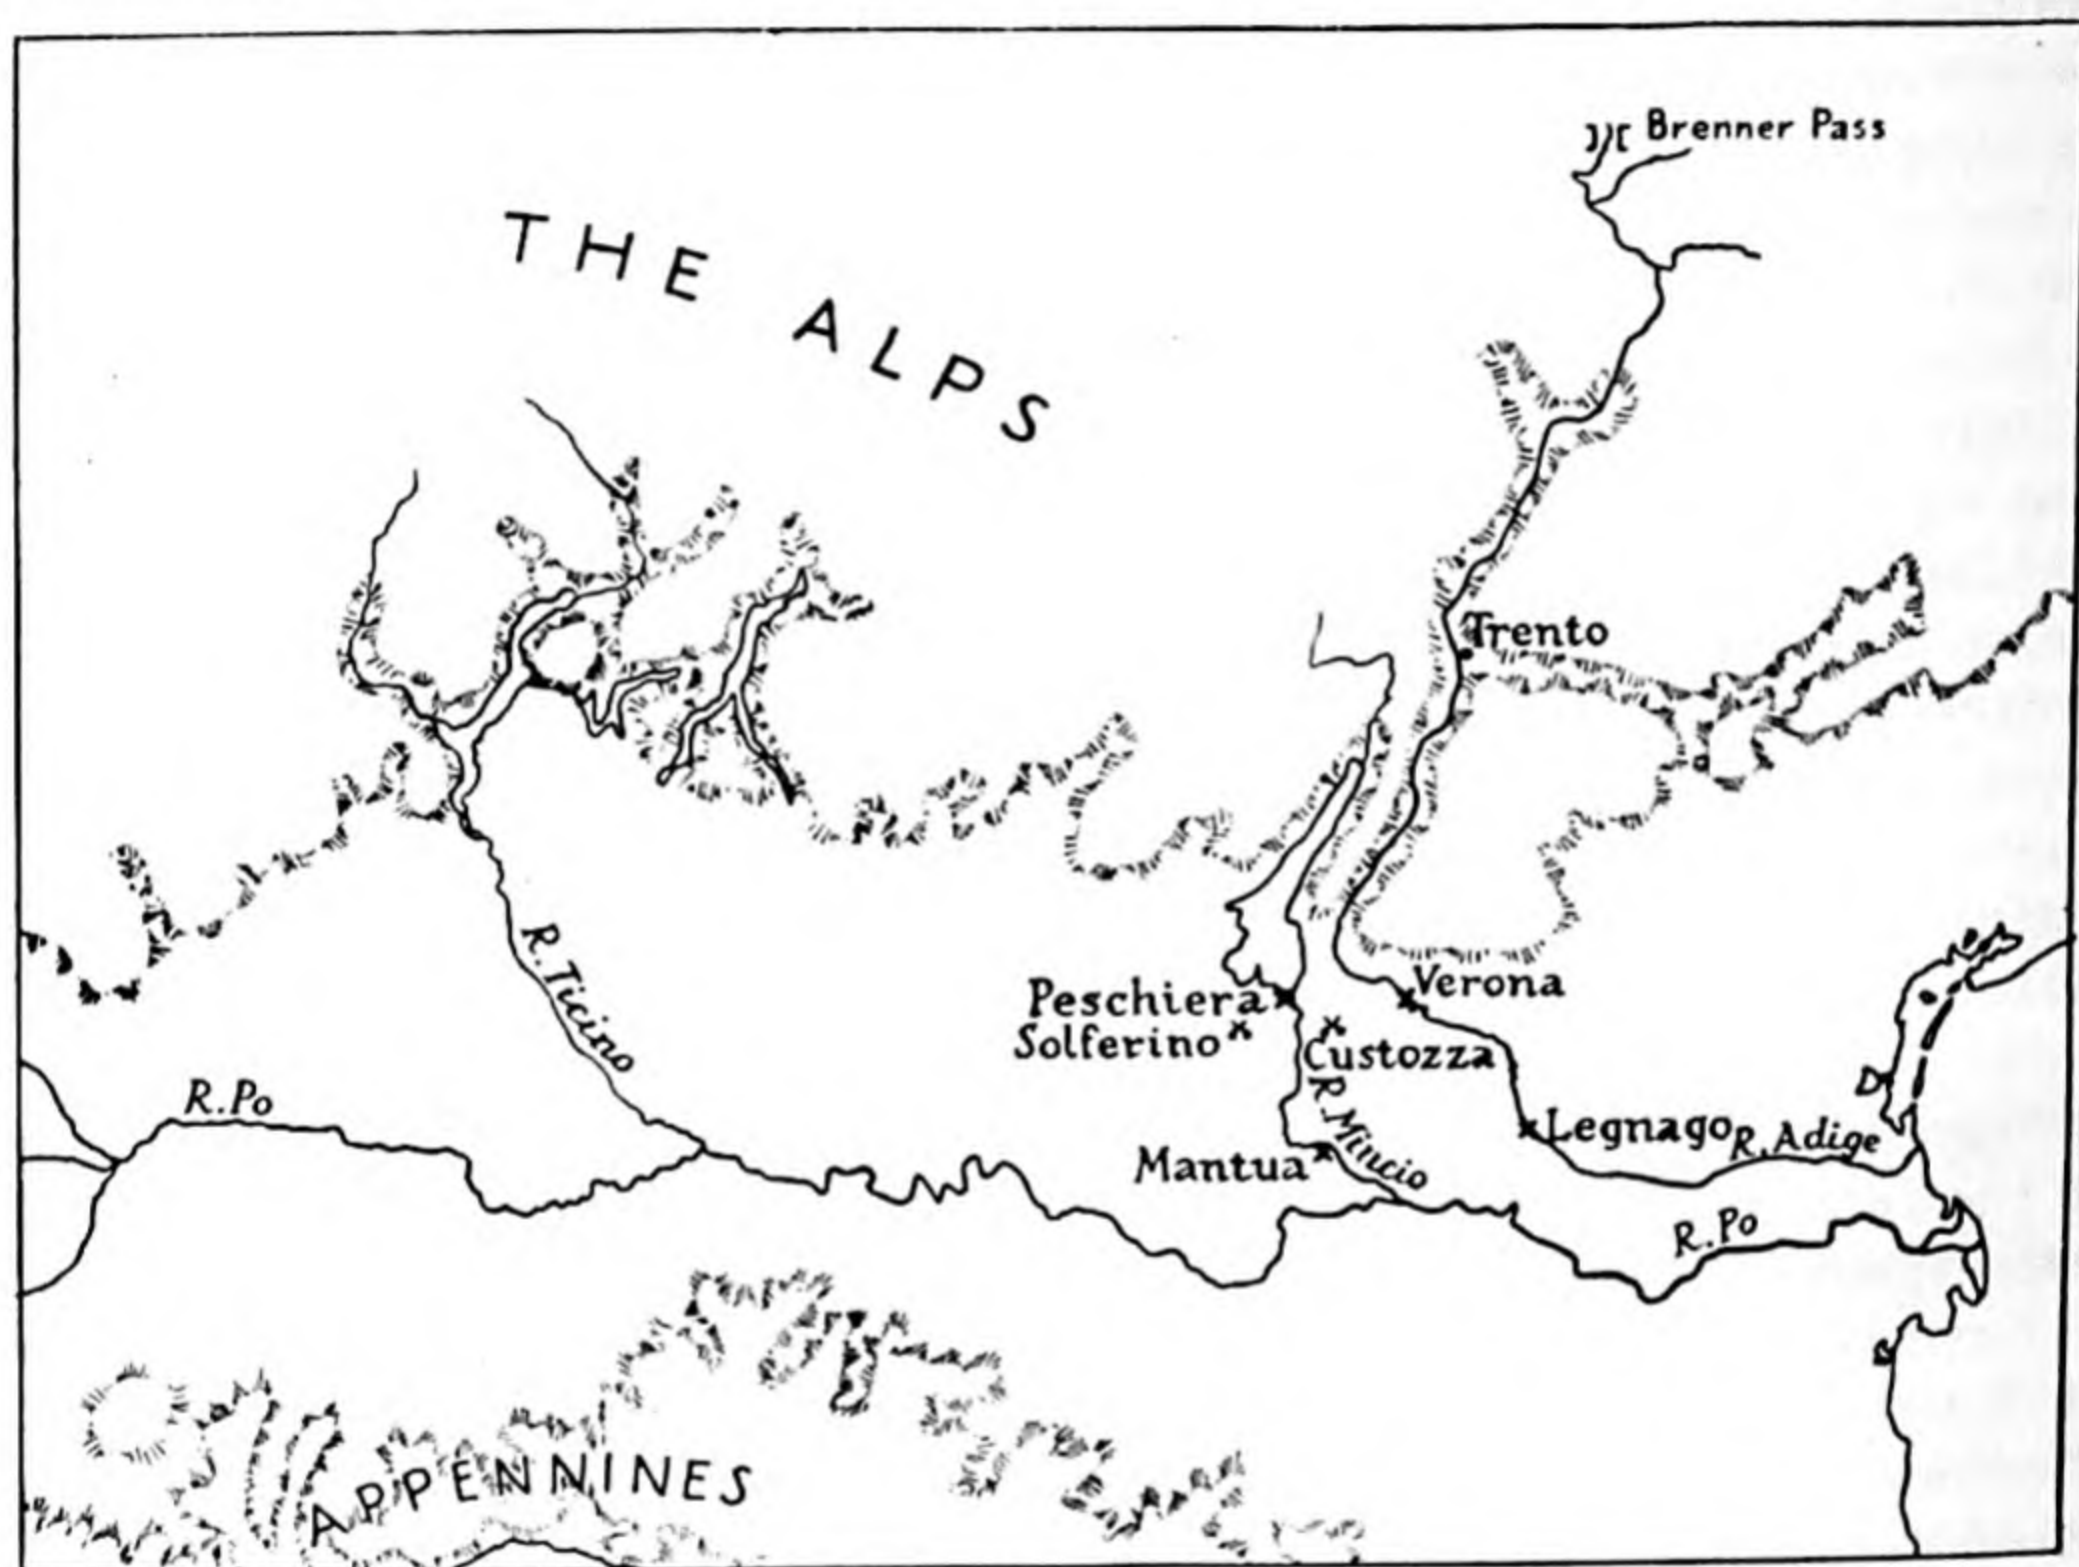 Brenner Pass
THE ALPS
Trento
R. Ticino
Peschiera
Verona
Solferino
Custozza
R. Po
R. Mincio
Legnago
R. Adige
Mantua
R. Po
APPENNINES